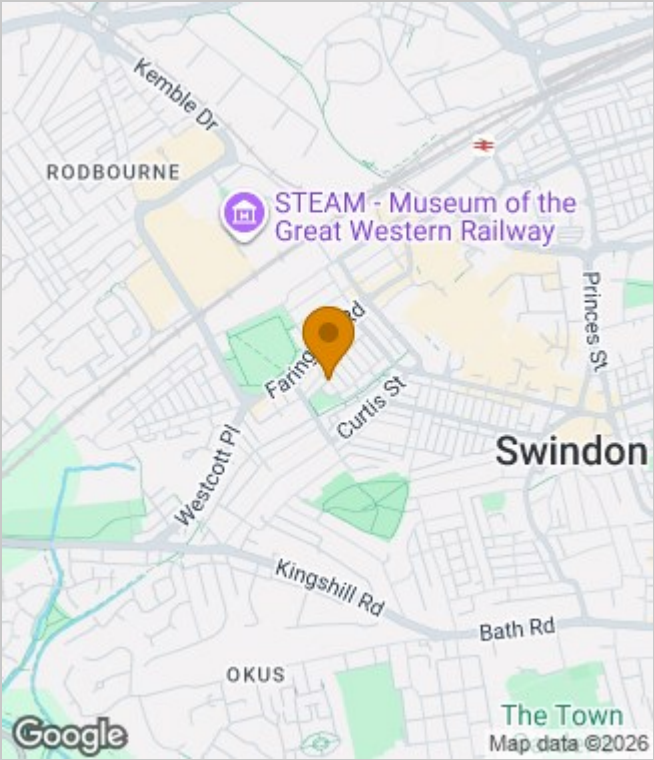 Kemble Dr
RODBOURNE
STEAM - Museum of the
Great Western Railway
Princes St
Curtis St
Swindon
Westcott Pl
Kingshill Rd
Bath Rd
OKUS
The Town
Google
Map data ©2026